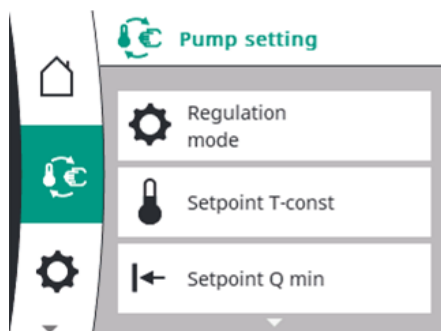 Pump setting
Regulation
mode
Setpoint T-const
Setpoint Q min